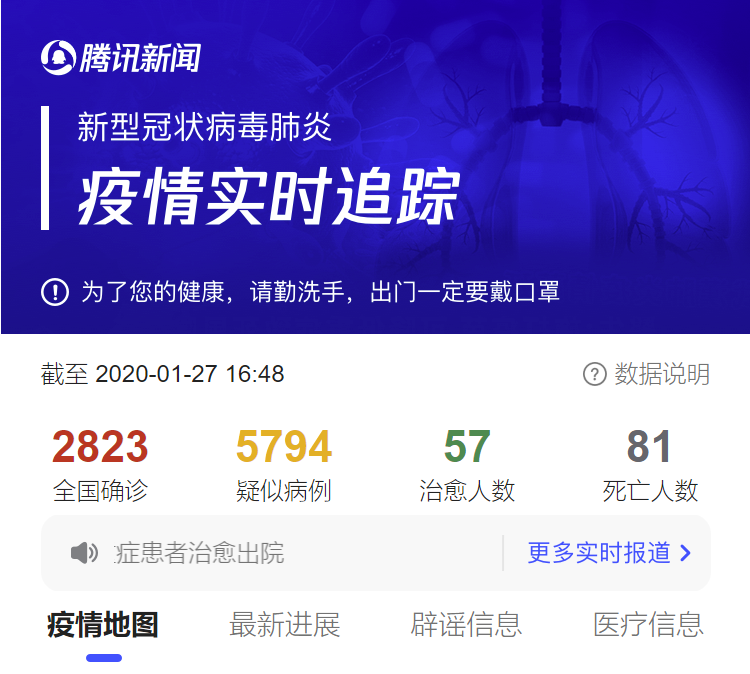 腾讯新闻
新型冠状病毒肺炎
疫情实时追踪
为了您的健康，请勤洗手，出门一定要戴口罩
截至 2020-01-27 16:48 数据说明
2823 5794 57 81
全国确诊 疑似病例 治愈人数 死亡人数
症患者治愈出院 更多实时报道
疫情地图 最新进展 辟谣信息 医疗信息